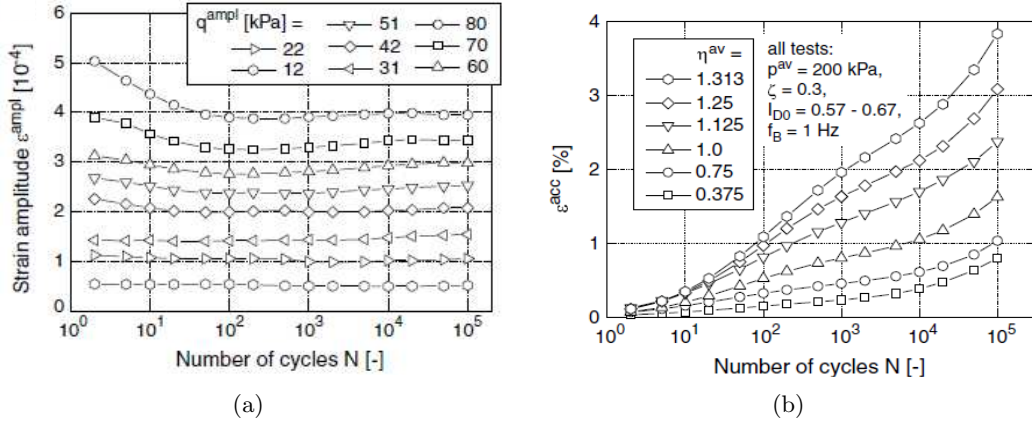 q^ampl [kPa] =
22
12
51
42
31
80
70
60
Strain amplitude ε^ampl [10^-4]
6
5
4
3
2
1
0
10^0 10^1 10^2 10^3 10^4 10^5
Number of cycles N [-]
(a)
η^av =
1.313
1.25
1.125
1.0
0.75
0.375
all tests:
p^av = 200 kPa,
ζ = 0.3,
I_D0 = 0.57 - 0.67,
f_B = 1 Hz
ε^acc [%]
4
3
2
1
0
10^0 10^1 10^2 10^3 10^4 10^5
Number of cycles N [-]
(b)